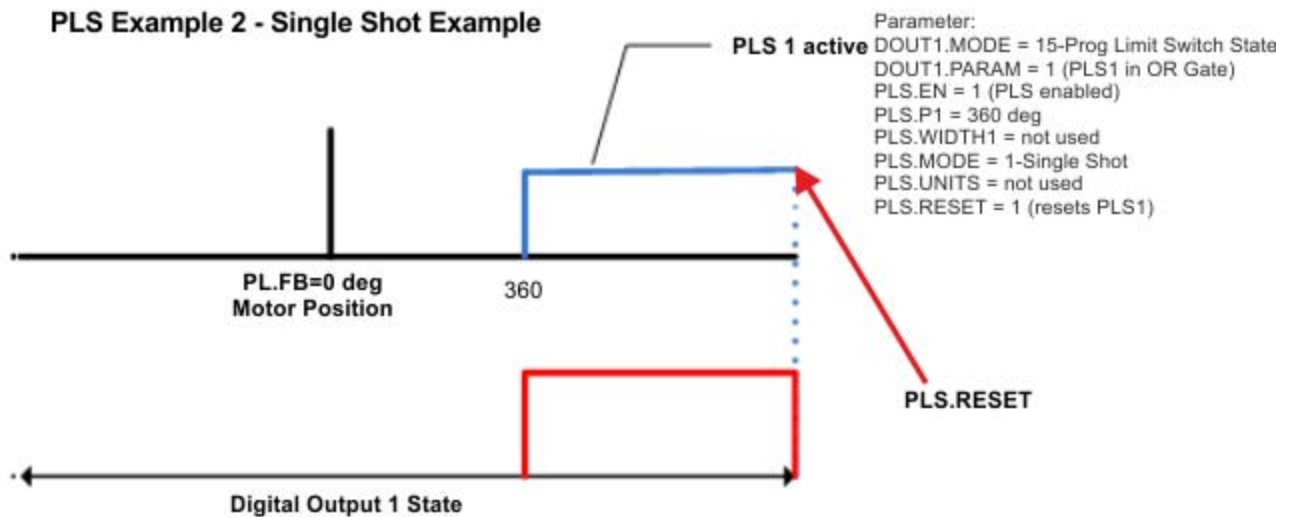 PLS Example 2 - Single Shot Example
PLS 1 active
Parameter:
DOUT1.MODE = 15-Prog Limit Switch State
DOUT1.PARAM = 1 (PLS1 in OR Gate)
PLS.EN = 1 (PLS enabled)
PLS.P1 = 360 deg
PLS.WIDTH1 = not used
PLS.MODE = 1-Single Shot
PLS.UNITS = not used
PLS.RESET = 1 (resets PLS1)
PL.FB=0 deg
Motor Position
360
PLS.RESET
Digital Output 1 State